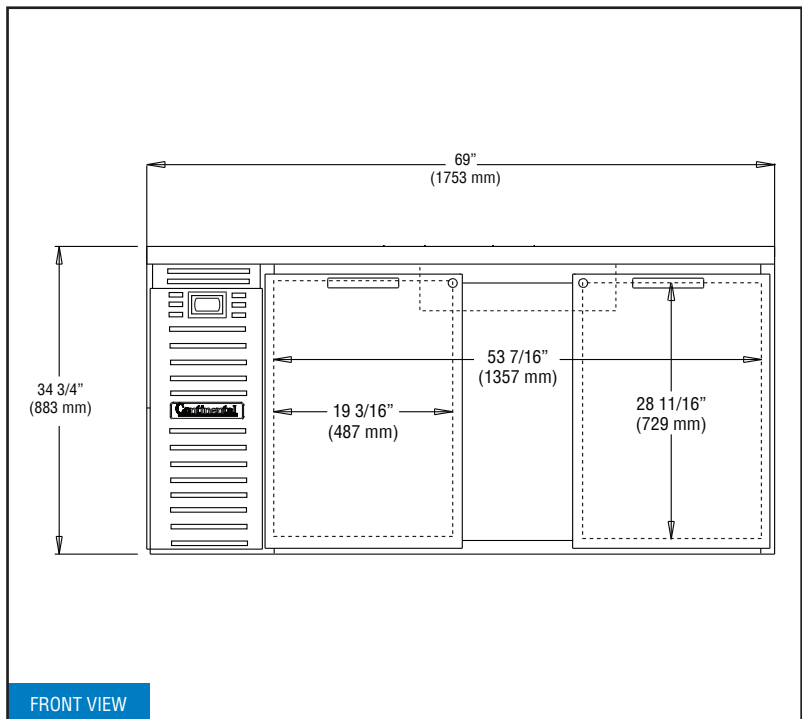 69”
(1753 mm)
34 3/4”
(883 mm)
53 7/16”
(1357 mm)
19 3/16”
(487 mm)
28 11/16”
(729 mm)
Continental
FRONT VIEW